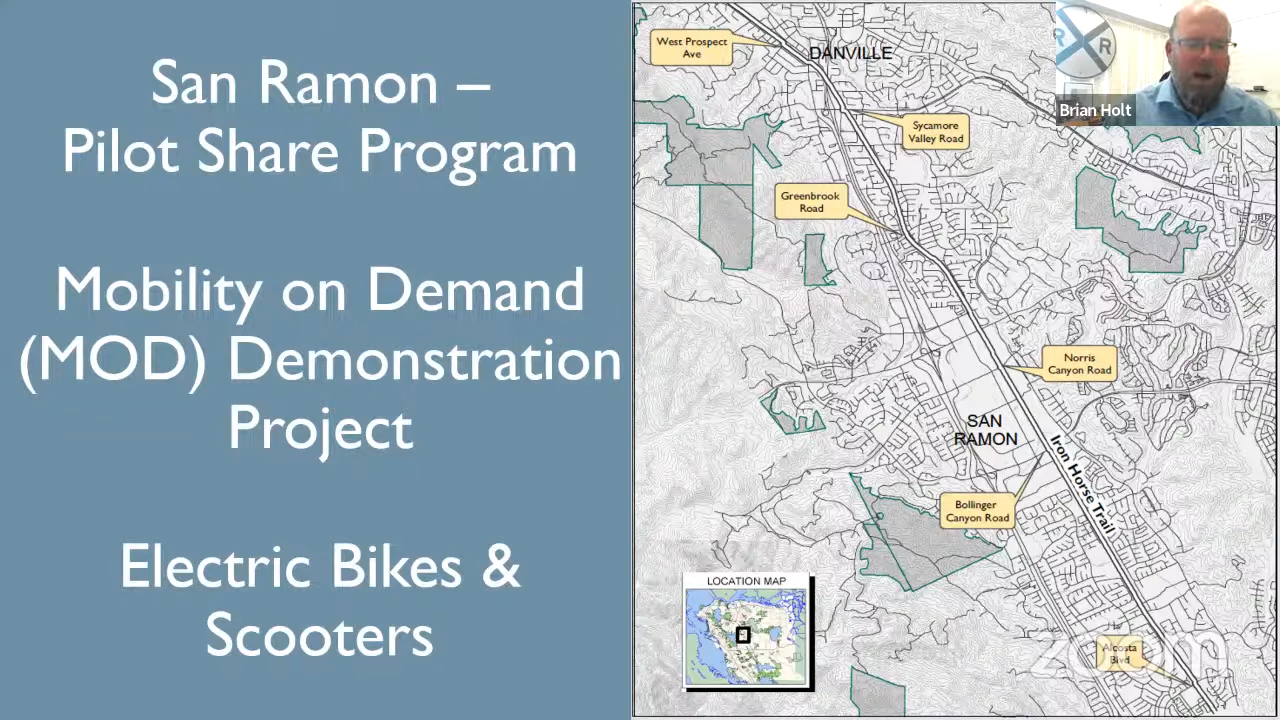 San Ramon –
Pilot Share Program
Mobility on Demand
(MOD) Demonstration
Project
Electric Bikes &
Scooters
West Prospect
Ave
DANVILLE
R R
Brian Holt
Sycamore
Valley Road
Greenbrook
Road
Norris
Canyon Road
SAN
RAMON
Iron Horse Trail
Bollinger
Canyon Road
LOCATION MAP
Alcosta
Blvd
zoom